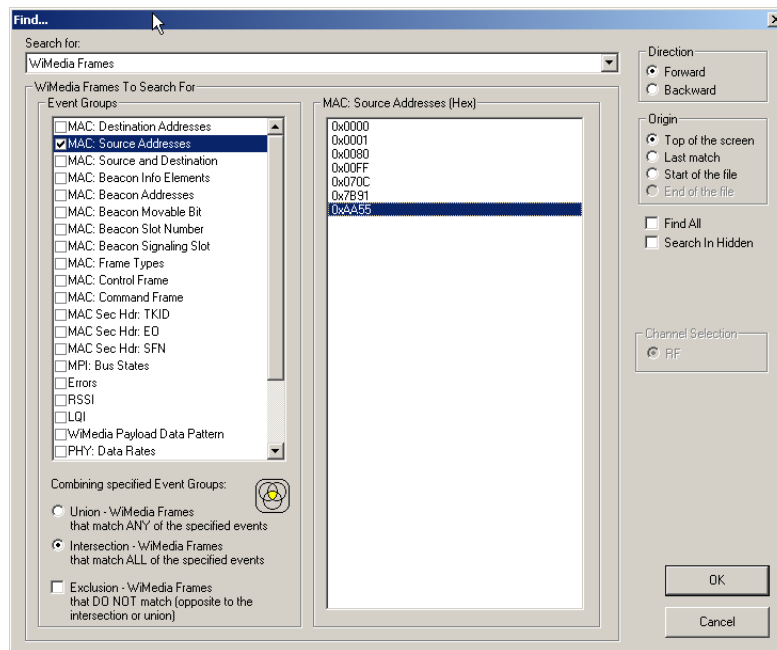 Find...
Search for:
WiMedia Frames
WiMedia Frames To Search For
Event Groups
MAC: Destination Addresses
MAC: Source Addresses
MAC: Source and Destination
MAC: Beacon Info Elements
MAC: Beacon Addresses
MAC: Beacon Movable Bit
MAC: Beacon Slot Number
MAC: Beacon Signaling Slot
MAC: Frame Types
MAC: Control Frame
MAC: Command Frame
MAC Sec Hdr: TKID
MAC Sec Hdr: EO
MAC Sec Hdr: SFN
MPI: Bus States
Errors
RSSI
LQI
WiMedia Payload Data Pattern
PHY: Data Rates
Combining specified Event Groups:
Union - WiMedia Frames
that match ANY of the specified events
Intersection - WiMedia Frames
that match ALL of the specified events
Exclusion - WiMedia Frames
that DO NOT match (opposite to the
intersection or union)
MAC: Source Addresses (Hex)
0x0000
0x0001
0x0080
0x00FF
0x070C
0x7B91
0xAA55
Direction
Forward
Backward
Origin
Top of the screen
Last match
Start of the file
End of the file
Find All
Search In Hidden
Channel Selection
RF
OK
Cancel